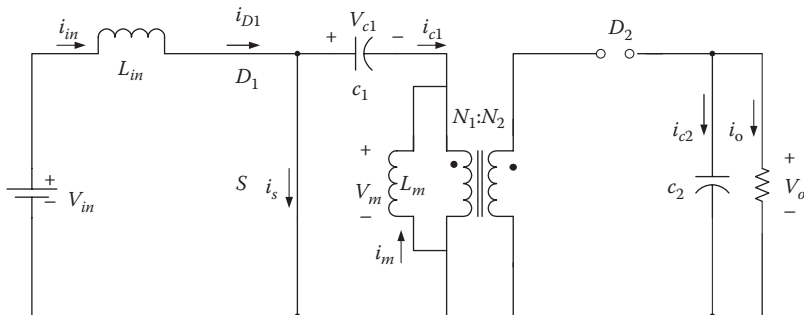 i_in
i_D1
V_c1
i_c1
D_2
+ −
L_in
D_1
c_1
N_1:N_2
i_c2
i_o
+
V_in
−
S
i_s
+
V_m
−
L_m
c_2
+
V_o
−
i_m